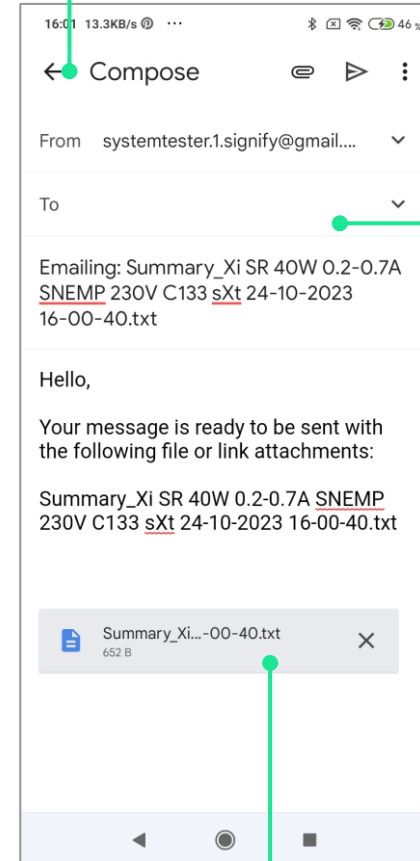 16:01 13.3KB/s ··· 46 %
Compose
From systemtester.1.signify@gmail....
To
Emailing: Summary_Xi SR 40W 0.2-0.7A
SNEMP 230V C133 sXt 24-10-2023
16-00-40.txt
Hello,
Your message is ready to be sent with
the following file or link attachments:
Summary_Xi SR 40W 0.2-0.7A SNEMP
230V C133 sXt 24-10-2023 16-00-40.txt
Summary_Xi...-00-40.txt
652 B